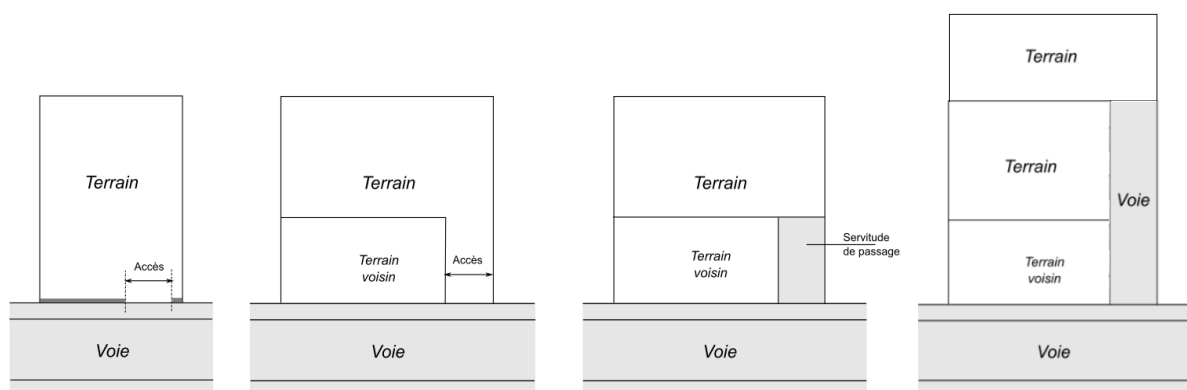 Terrain
Accès
Voie
Terrain
Terrain
voisin
Accès
Voie
Terrain
Terrain
voisin
Servitude
de passage
Voie
Terrain
Terrain
Voie
Terrain
voisin
Voie